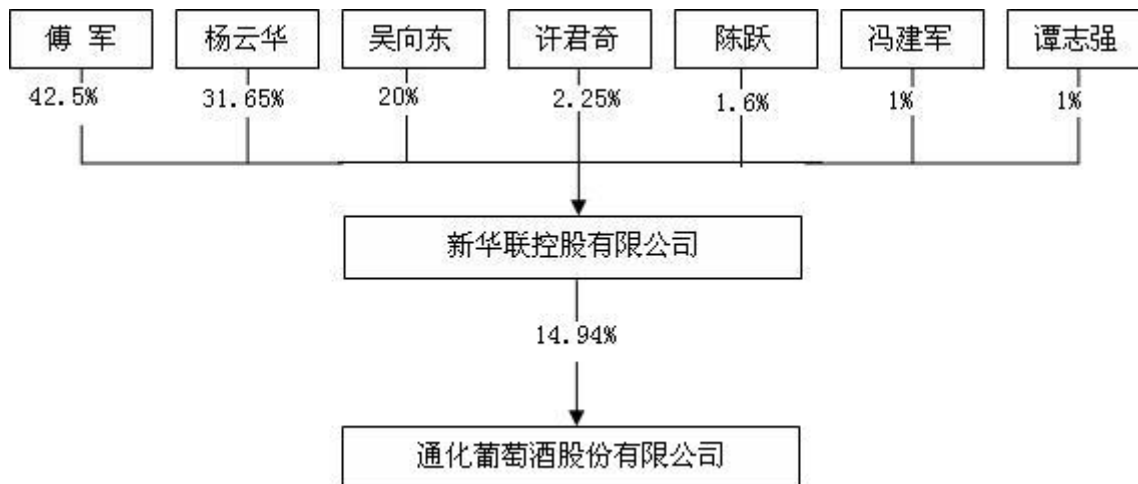 傅 军
杨云华
吴向东
许君奇
陈跃
冯建军
谭志强
42.5%
31.65%
20%
2.25%
1.6%
1%
1%
新华联控股有限公司
14.94%
通化葡萄酒股份有限公司